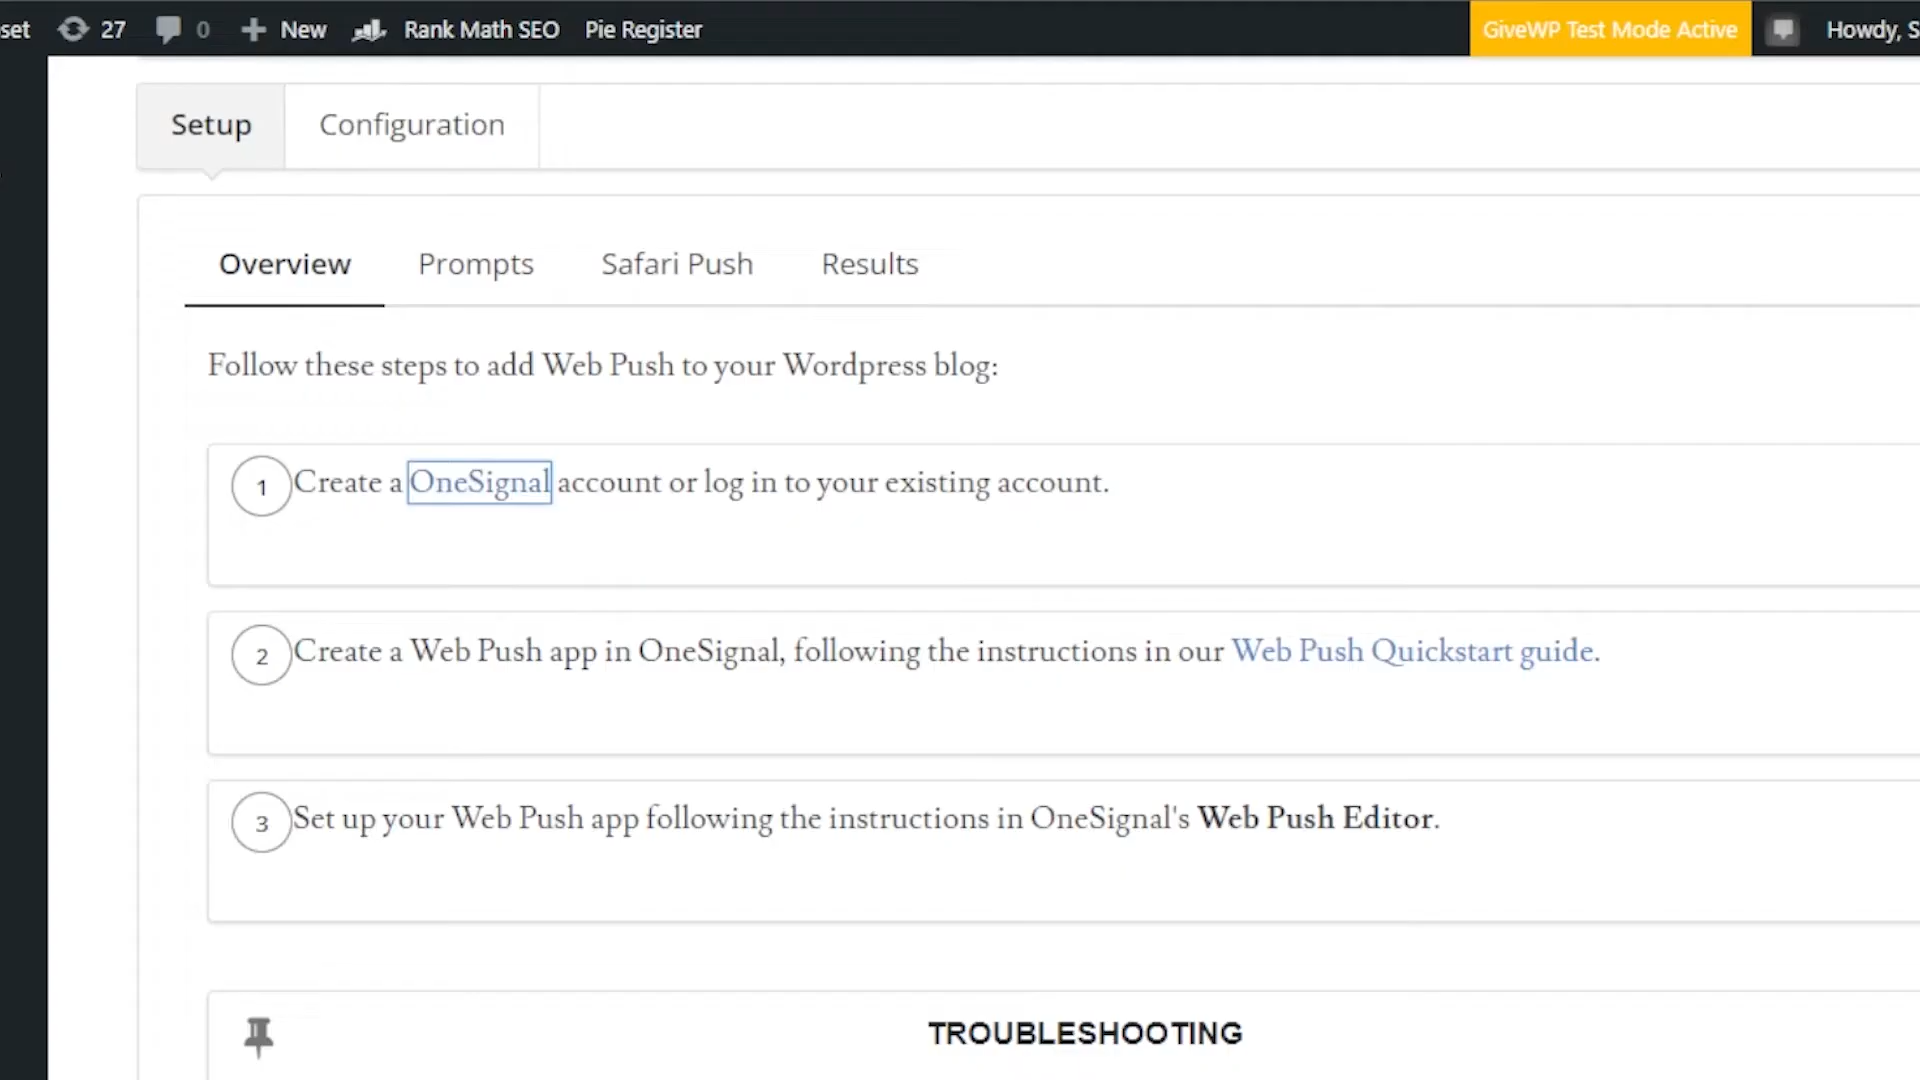 set 27 0 New Rank Math SEO Pie Register GiveWP Test Mode Active Howdy, S
Setup Configuration
Overview Prompts Safari Push Results
Follow these steps to add Web Push to your Wordpress blog:
1 Create a OneSignal account or log in to your existing account.
2 Create a Web Push app in OneSignal, following the instructions in our Web Push Quickstart guide.
3 Set up your Web Push app following the instructions in OneSignal's Web Push Editor.
TROUBLESHOOTING